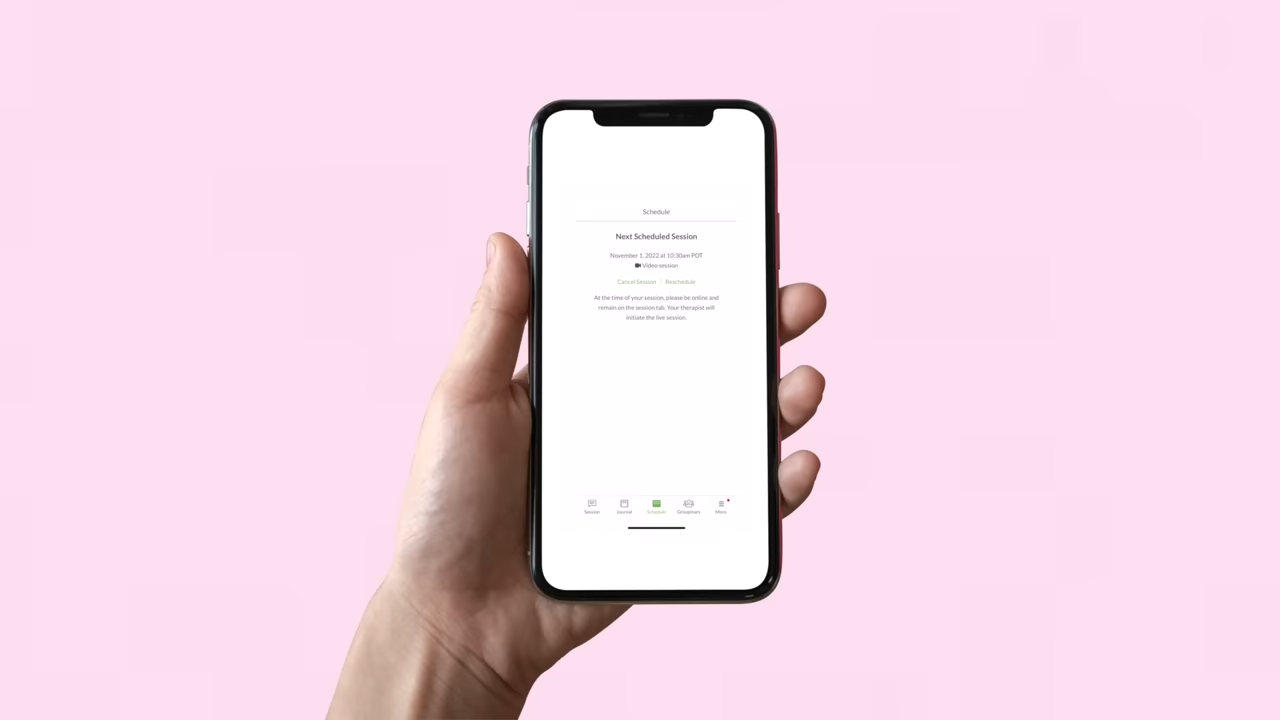 Schedule
Next Scheduled Session
November 1, 2022 at 10:30am PDT
Video session
Cancel Session | Reschedule
At the time of your session, please be online and
remain on the session tab. Your therapist will
initiate the live session.
Session Journal Schedule Groupinars More